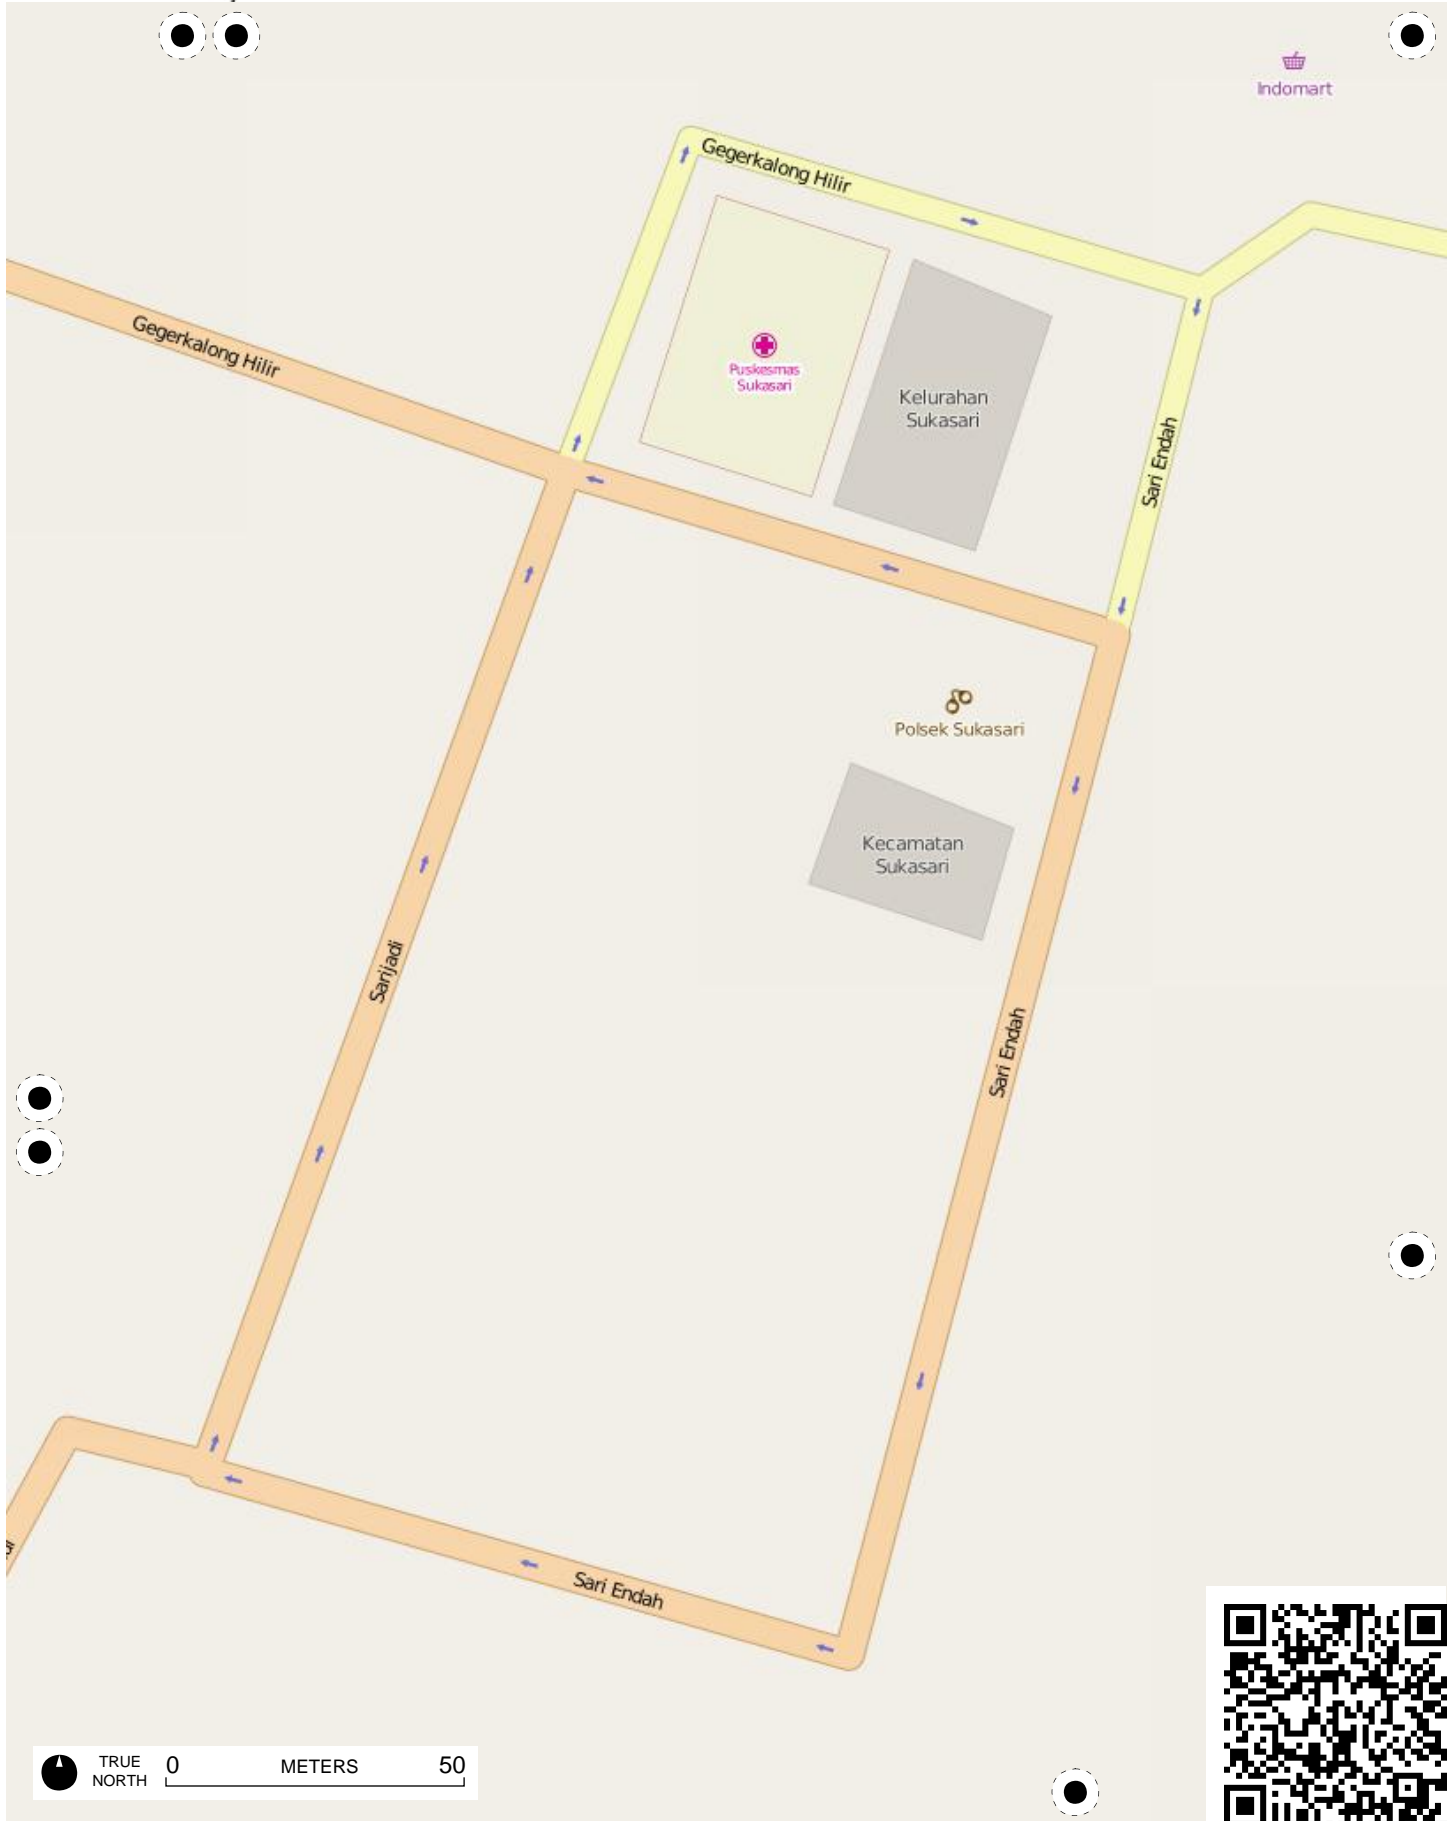 Indomart
Gegerkalong Hilir
Gegerkalong Hilir
Puskesmas
Sukasari
Kelurahan
Sukasari
Sari Endah
Polsek Sukasari
Kecamatan
Sukasari
Sarijadi
Sari Endah
Sari Endah
TRUE
NORTH
0 METERS 50